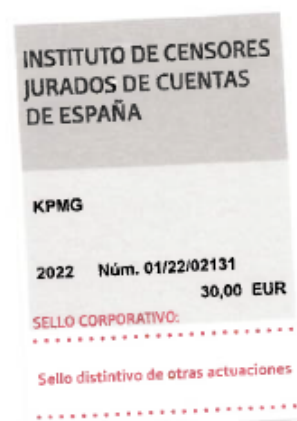 INSTITUTO DE CENSORES
JURADOS DE CUENTAS
DE ESPAÑA
KPMG
2022 Núm. 01/22/02131
30,00 EUR
SELLO CORPORATIVO:
Sello distintivo de otras actuaciones